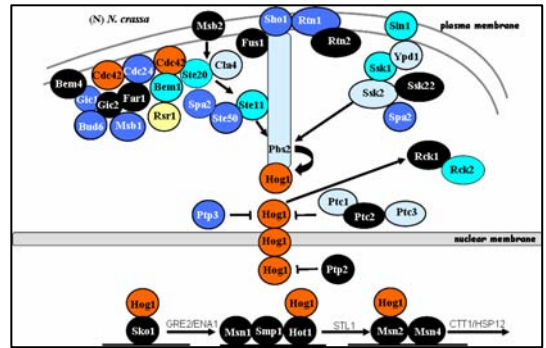 (N) N. crassa
plasma membrane
Msb2
Sho1
Rtn1
Sln1
Fus1
Rtn2
Ypd1
Cdc42
Cdc24
Cdc42
Cla4
Ssk1
Bem4
Ste20
Ssk22
Gic1
Gic2
Far1
Bem1
Ssk2
Bud6
Msb1
Rsr1
Spa2
Ste50
Ste11
Spa2
Pbs2
Rck1
Rck2
Hog1
Ptc1
Ptc2
Ptc3
Ptp3
Hog1
nuclear membrane
Hog1
Hog1
Ptp2
Hog1
Hog1
Hog1
GRE2/ENA1
STL1
CTT1/HSP12
Sko1
Msn1
Smp1
Hot1
Msn2
Msn4